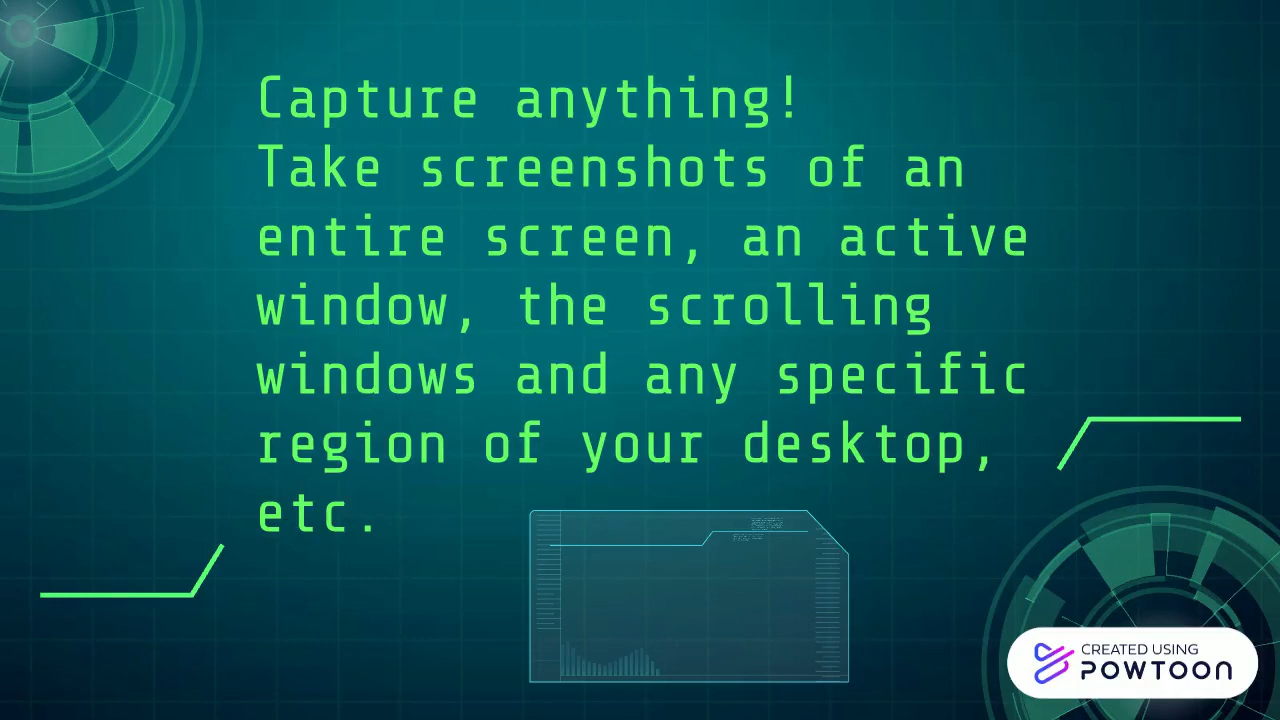 Capture anything!
Take screenshots of an
entire screen, an active
window, the scrolling
windows and any specific
region of your desktop,
etc.
CREATED USING
POWTOON